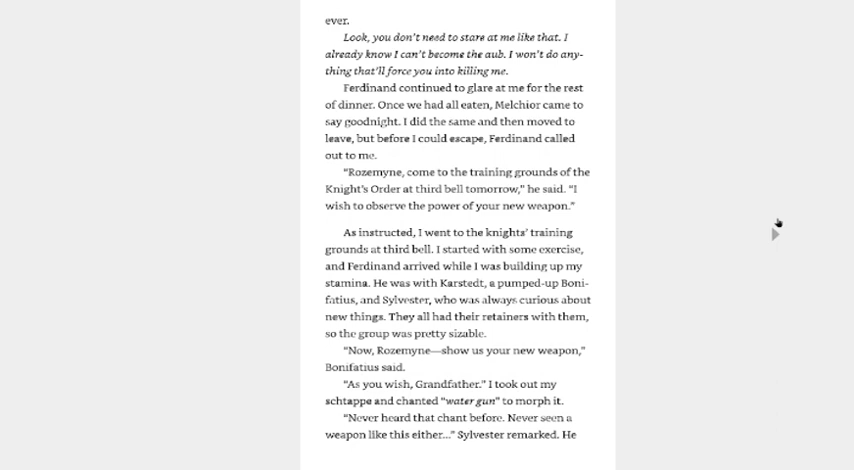 ever.
Look, you don't need to stare at me like that. I
already know I can't become the aub. I won't do any-
thing that'll force you into killing me.
Ferdinand continued to glare at me for the rest
of dinner. Once we had all eaten, Melchior came to
say goodnight. I did the same and then moved to
leave, but before I could escape, Ferdinand called
out to me.
“Rozemyne, come to the training grounds of the
Knight's Order at third bell tomorrow,” he said. “I
wish to observe the power of your new weapon.”
As instructed, I went to the knights' training
grounds at third bell. I started with some exercise,
and Ferdinand arrived while I was building up my
stamina. He was with Karstedt, a pumped-up Boni-
fatius, and Sylvester, who was always curious about
new things. They all had their retainers with them,
so the group was pretty sizable.
“Now, Rozemyne—show us your new weapon,”
Bonifatius said.
“As you wish, Grandfather.” I took out my
schtappe and chanted “water gun” to morph it.
“Never heard that chant before. Never seen a
weapon like this either...” Sylvester remarked. He